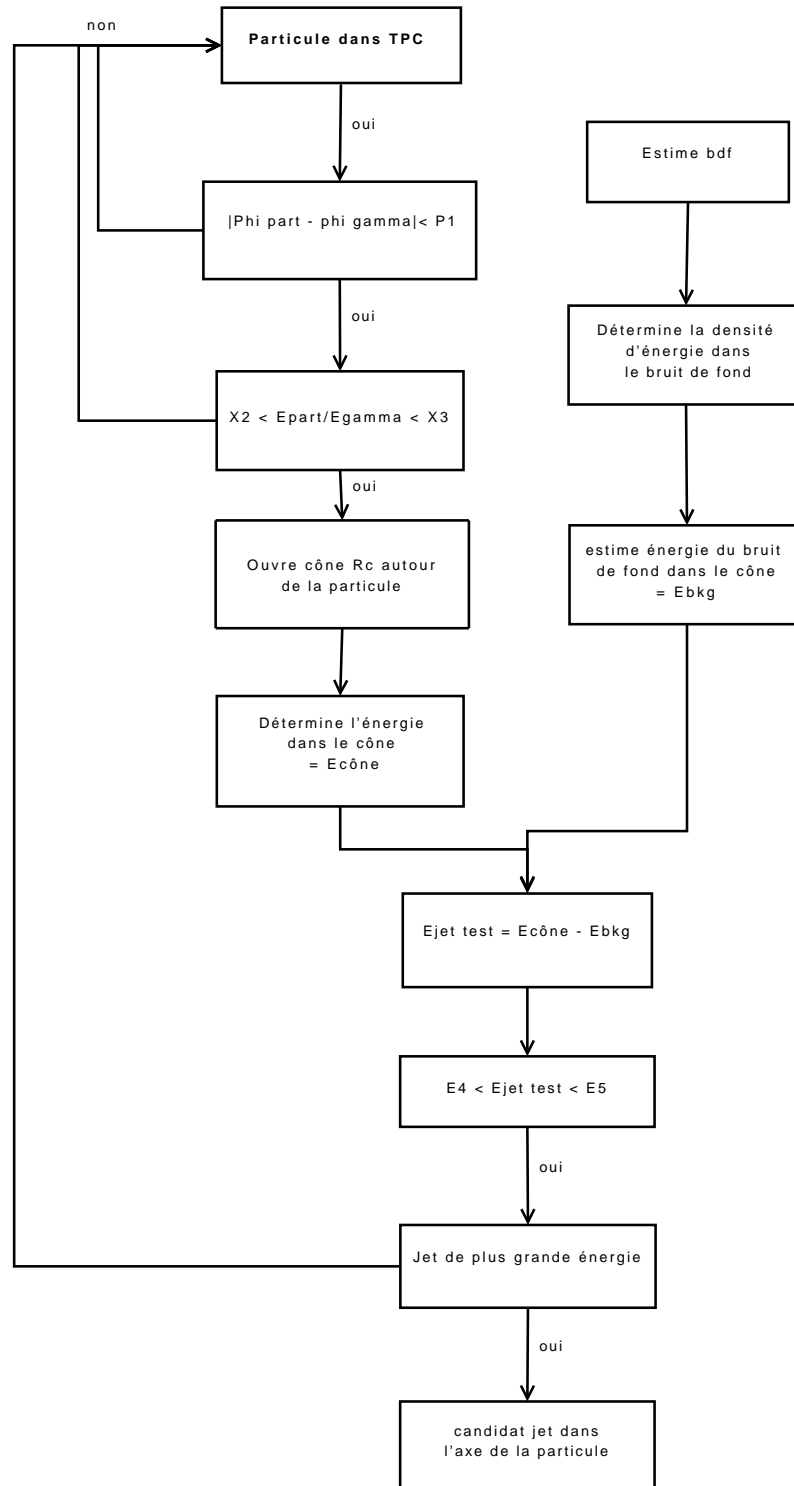 non
Particule dans TPC
oui
|Phi part - phi gamma|< P1
oui
X2 < Epart/Egamma < X3
oui
Ouvre cône Rc autour
de la particule
Détermine l'énergie
dans le cône
= Ecône
Estime bdf
Détermine la densité
d'énergie dans
le bruit de fond
estime énergie du bruit
de fond dans le cône
= Ebkg
Ejet test = Ecône - Ebkg
E4 < Ejet test < E5
oui
Jet de plus grande énergie
oui
candidat jet dans
l'axe de la particule